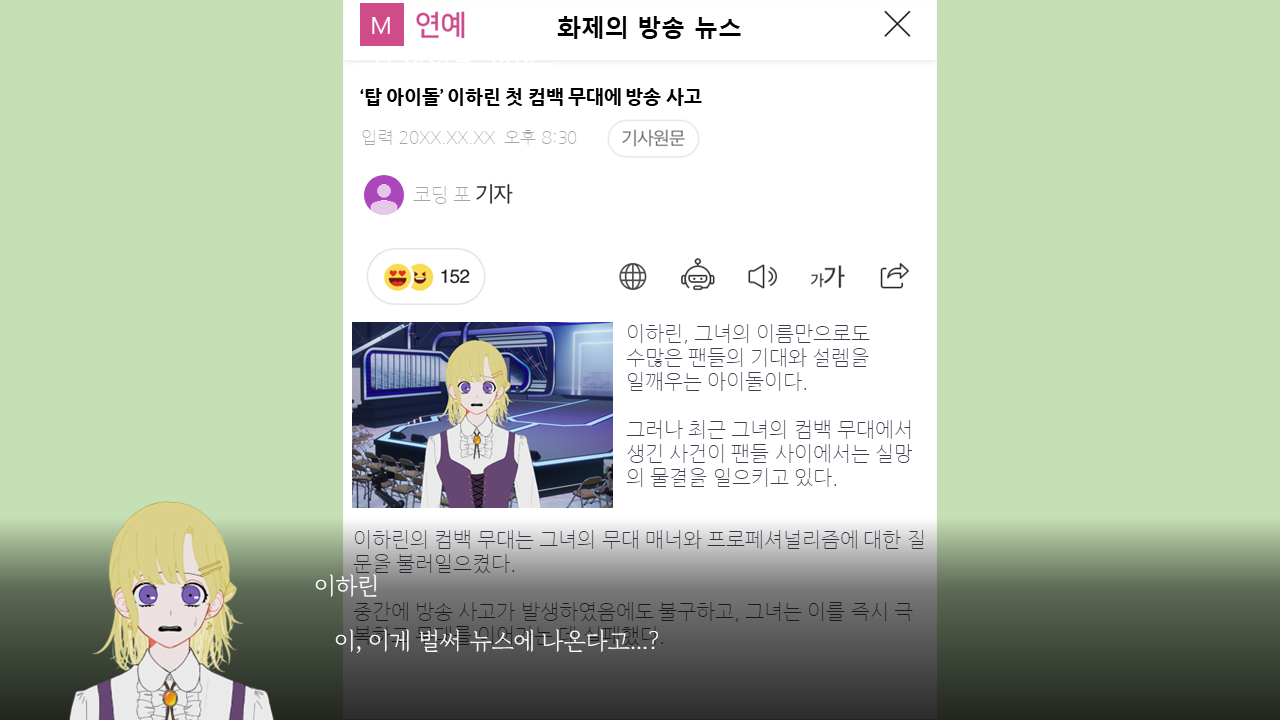 M 연예 화제의 방송 뉴스
‘탑 아이돌’ 이하린 첫 컴백 무대에 방송 사고
입력 20XX.XX.XX 오후 8:30 기사원문
코딩 포 기자
152 가가
이하린, 그녀의 이름만으로도
수많은 팬들의 기대와 설렘을
일깨우는 아이돌이다.
그러나 최근 그녀의 컴백 무대에서
생긴 사건이 팬들 사이에서는 실망
의 물결을 일으키고 있다.
이하린의 컴백 무대는 그녀의 무대 매너와 프로페셔널리즘에 대한 질
문을 불러일으켰다.
이하린
중간에 방송 사고가 발생하였음에도 불구하고, 그녀는 이를 즉시 극
이, 이게 벌써 뉴스에 나온다고...?